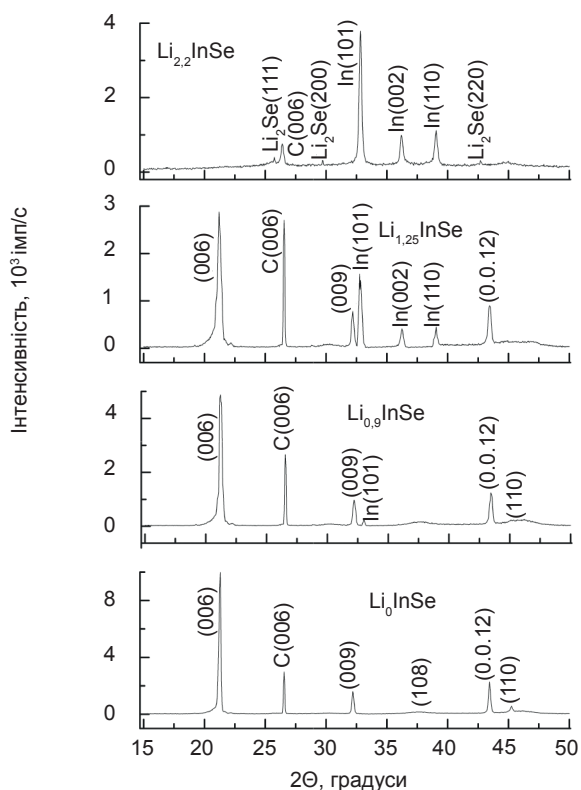 Інтенсивність, 10³ імп/с
4
2
0
Li₂,₂InSe
Li₂Se(111)
C(006)
Li₂Se(200)
In(101)
In(002)
In(110)
Li₂Se(220)
3
2
1
0
Li₁,₂₅InSe
(006)
C(006)
(009)
In(101)
In(002)
In(110)
(0.0.12)
4
2
0
Li₀,₉InSe
(006)
C(006)
(009)
In(101)
(0.0.12)
(110)
8
4
0
Li₀InSe
(006)
C(006)
(009)
(108)
(0.0.12)
(110)
15 20 25 30 35 40 45 50
2Θ, градуси